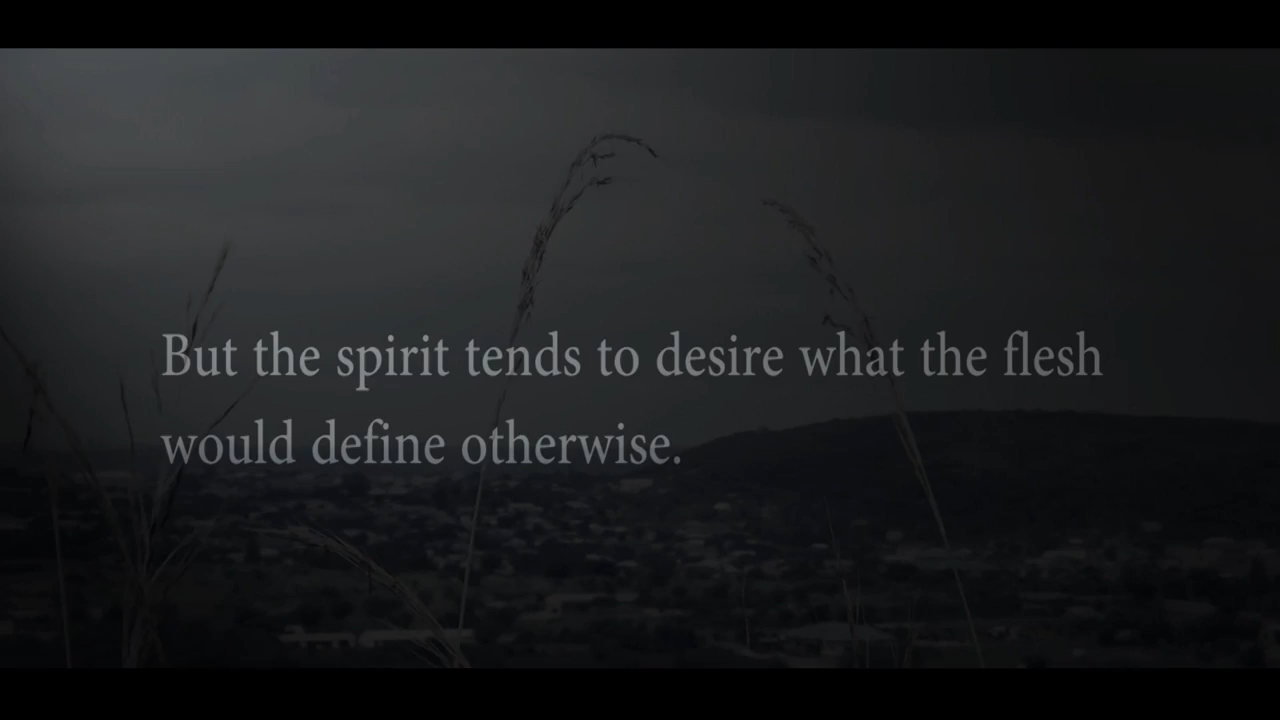 But the spirit tends to desire what the flesh
would define otherwise.